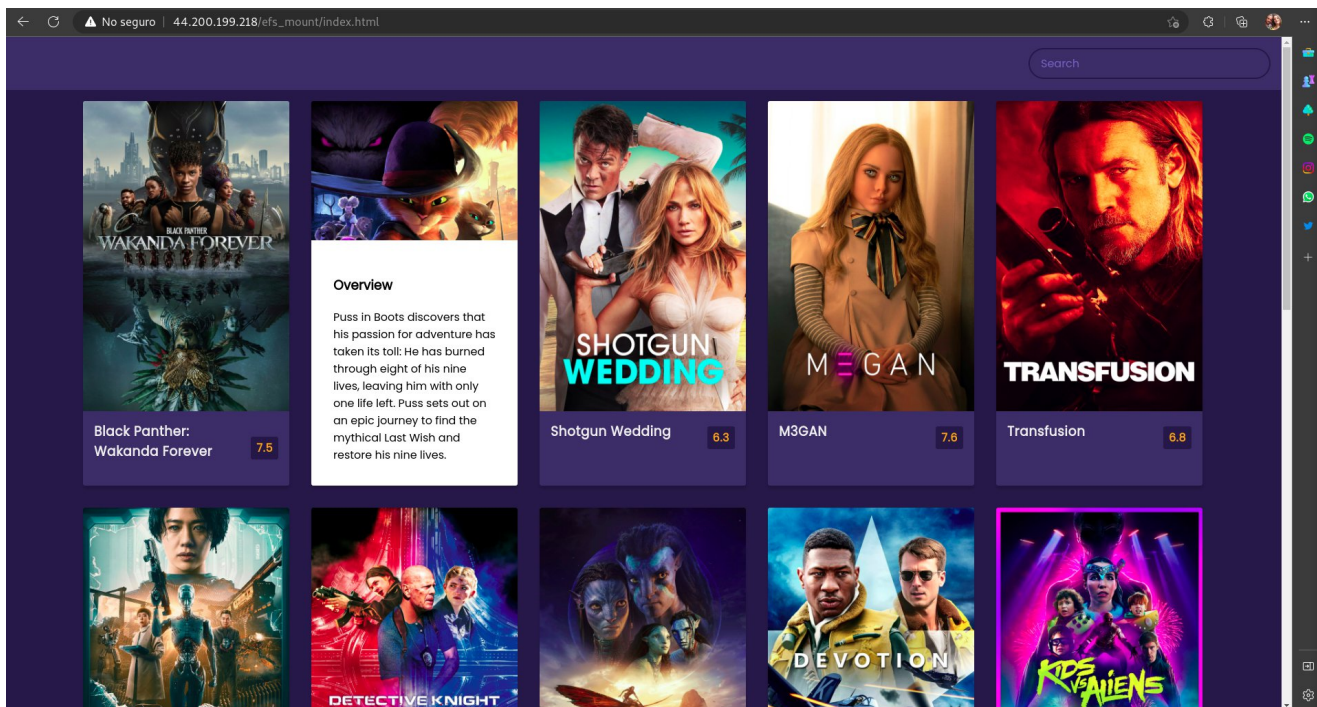 No seguro | 44.200.199.218/efs_mount/index.html
Search
BLACK PANTHER
WAKANDA FOREVER
SHOTGUN
WEDDING
M3GAN
TRANSFUSION
Overview
Puss in Boots discovers that
his passion for adventure has
taken its toll: He has burned
through eight of his nine
lives, leaving him with only
one life left. Puss sets out on
an epic journey to find the
mythical Last Wish and
restore his nine lives.
Black Panther:
Wakanda Forever
7.5
Shotgun Wedding
6.3
M3GAN
7.6
Transfusion
6.8
DETECTIVE KNIGHT
DEVOTION
KIDS
VS
ALIENS